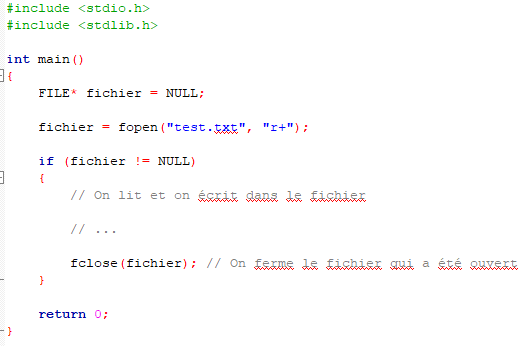 #include <stdio.h>
#include <stdlib.h>
int main()
{
FILE* fichier = NULL;
fichier = fopen("test.txt", "r+");
if (fichier != NULL)
{
// On lit et on écrit dans le fichier
// ...
fclose(fichier); // On ferme le fichier qui a été ouvert
}
return 0;
}